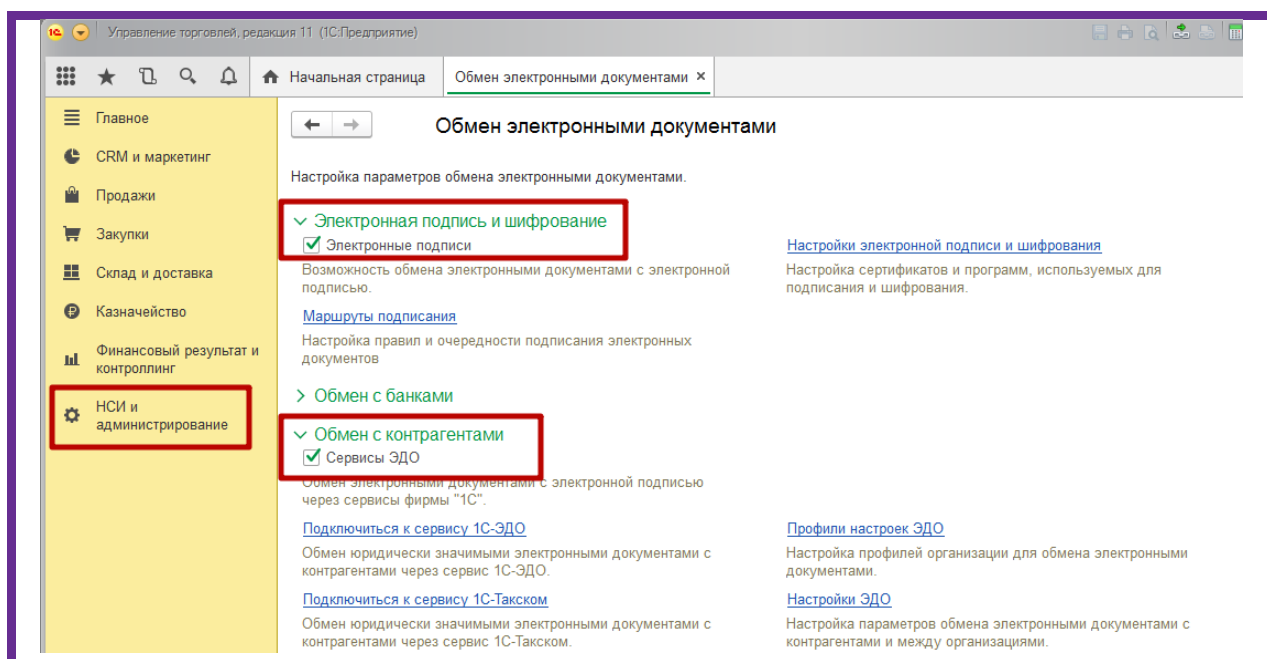 Управление торговлей, редакция 11 (1С:Предприятие)
Начальная страница
Обмен электронными документами ×
Главное
CRM и маркетинг
Продажи
Закупки
Склад и доставка
Казначейство
Финансовый результат и
контроллинг
НСИ и
администрирование
Обмен электронными документами
Настройка параметров обмена электронными документами.
Электронная подпись и шифрование
Электронные подписи
Возможность обмена электронными документами с электронной
подписью.
Настройки электронной подписи и шифрования
Настройка сертификатов и программ, используемых для
подписания и шифрования.
Маршруты подписания
Настройка правил и очередности подписания электронных
документов
Обмен с банками
Обмен с контрагентами
Сервисы ЭДО
Обмен электронными документами с электронной подписью
через сервисы фирмы "1С".
Подключиться к сервису 1С-ЭДО
Обмен юридически значимыми электронными документами с
контрагентами через сервис 1С-ЭДО.
Профили настроек ЭДО
Настройка профилей организации для обмена электронными
документами.
Подключиться к сервису 1С-Такском
Обмен юридически значимыми электронными документами с
контрагентами через сервис 1С-Такском.
Настройки ЭДО
Настройка параметров обмена электронными документами с
контрагентами и между организациями.